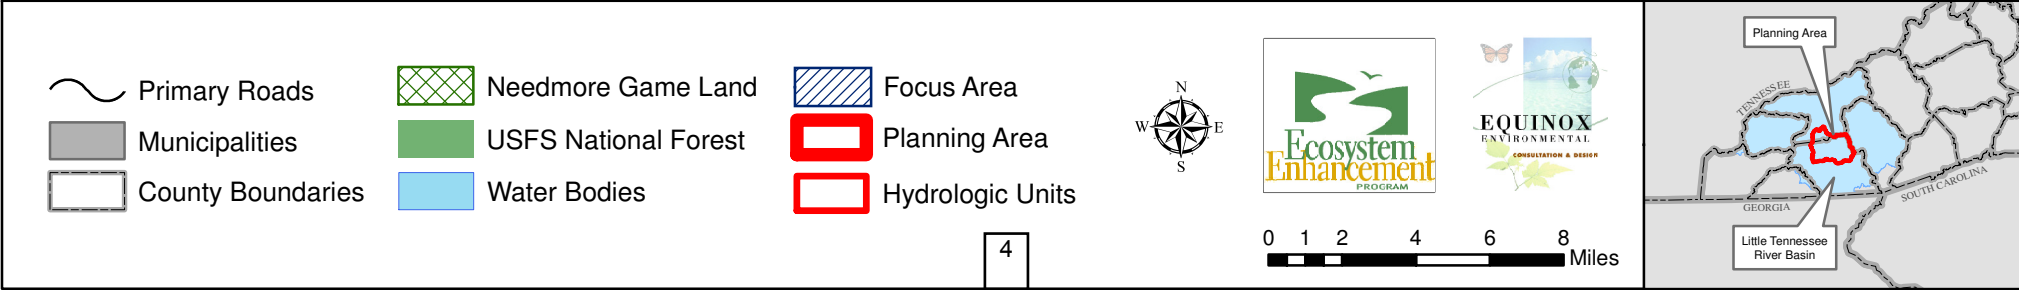 Primary Roads
Municipalities
County Boundaries
Needmore Game Land
USFS National Forest
Water Bodies
Focus Area
Planning Area
Hydrologic Units
4
N
W
E
S
Ecosystem
Enhancement
PROGRAM
EQUINOX
ENVIRONMENTAL
CONSULTATION & DESIGN
0 1 2 4 6 8
Miles
Planning Area
TENNESSEE
SOUTH CAROLINA
GEORGIA
Little Tennessee
River Basin